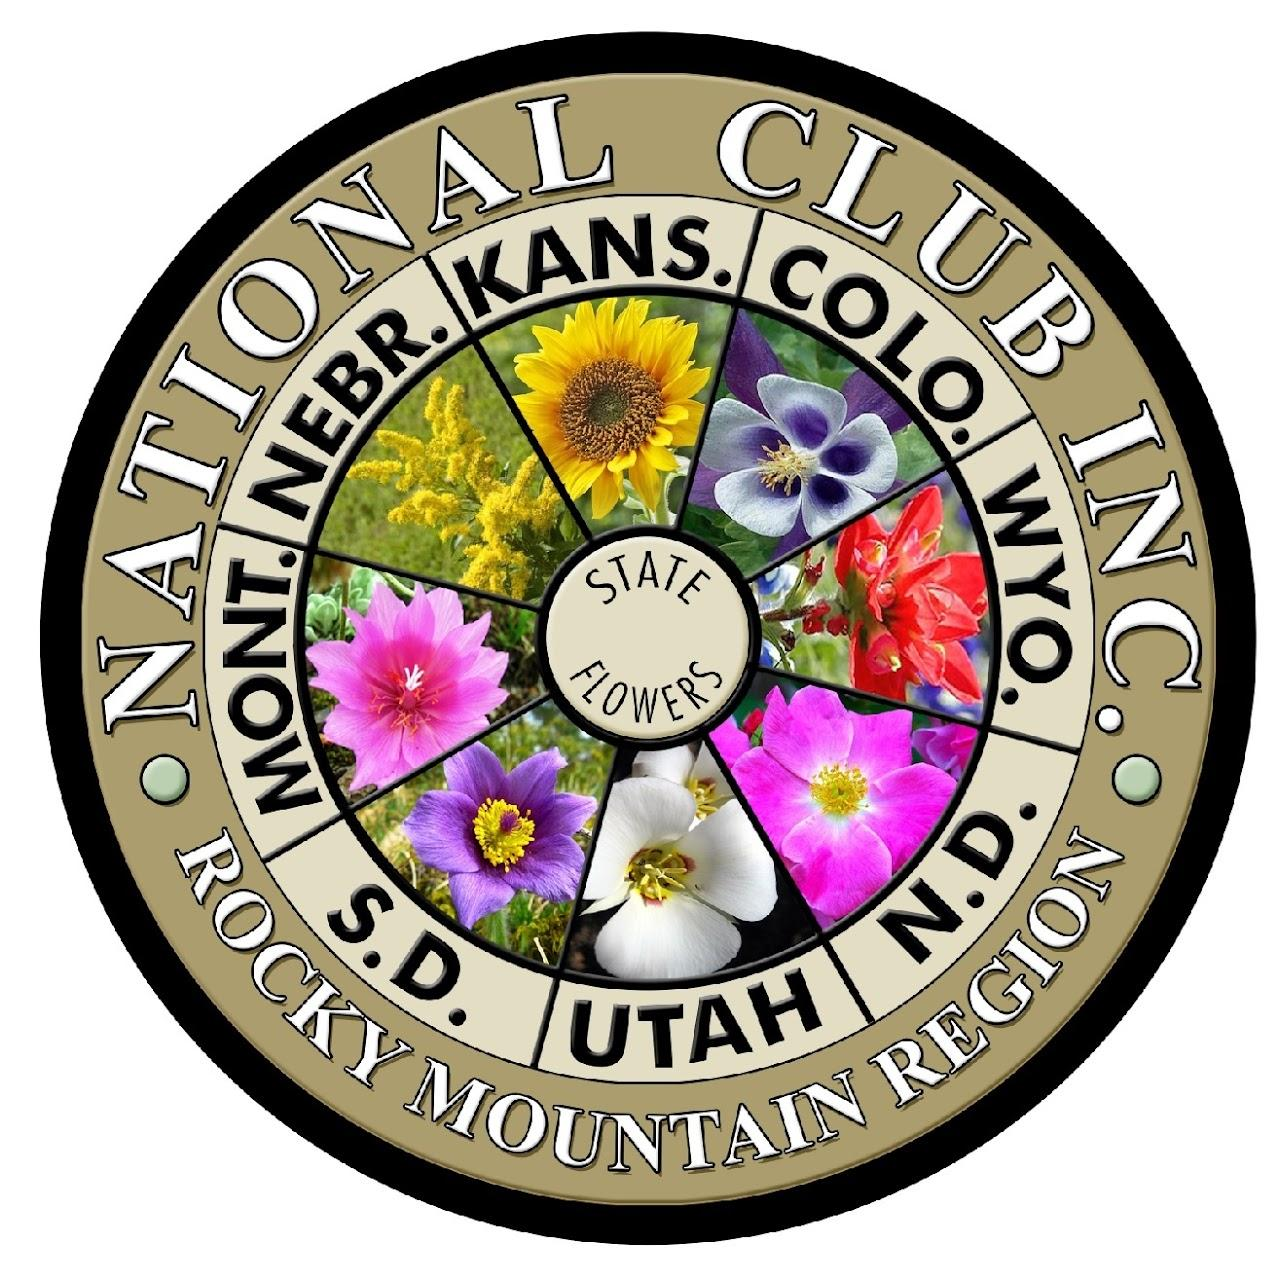 NATIONAL CLUB INC.
KANS.
COLO.
WYO.
N.D.
UTAH
S.D.
MONT.
NEBR.
STATE
FLOWERS
ROCKY MOUNTAIN REGION